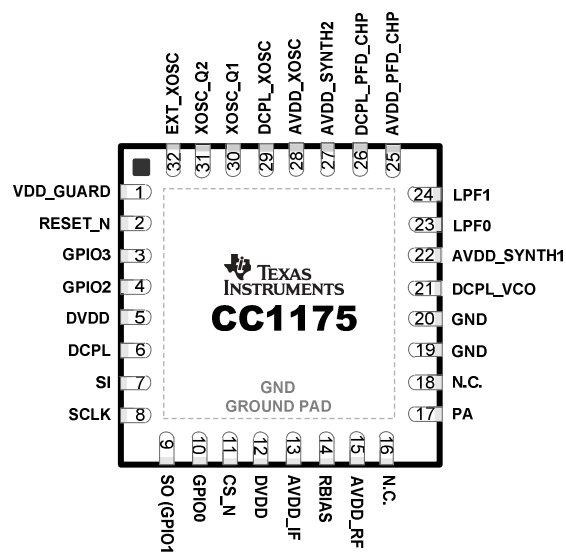 EXT_XOSC
XOSC_Q2
XOSC_Q1
DCPL_XOSC
AVDD_XOSC
AVDD_SYNTH2
DCPL_PFD_CHP
AVDD_PFD_CHP
32
31
30
29
28
27
26
25
VDD_GUARD 1
RESET_N 2
GPIO3 3
GPIO2 4
DVDD 5
DCPL 6
SI 7
SCLK 8
24 LPF1
23 LPF0
22 AVDD_SYNTH1
21 DCPL_VCO
20 GND
19 GND
18 N.C.
17 PA
TEXAS
INSTRUMENTS
CC1175
GND
GROUND PAD
9
10
11
12
13
14
15
16
SO (GPIO1
GPIO0
CS_N
DVDD
AVDD_IF
RBIAS
AVDD_RF
N.C.